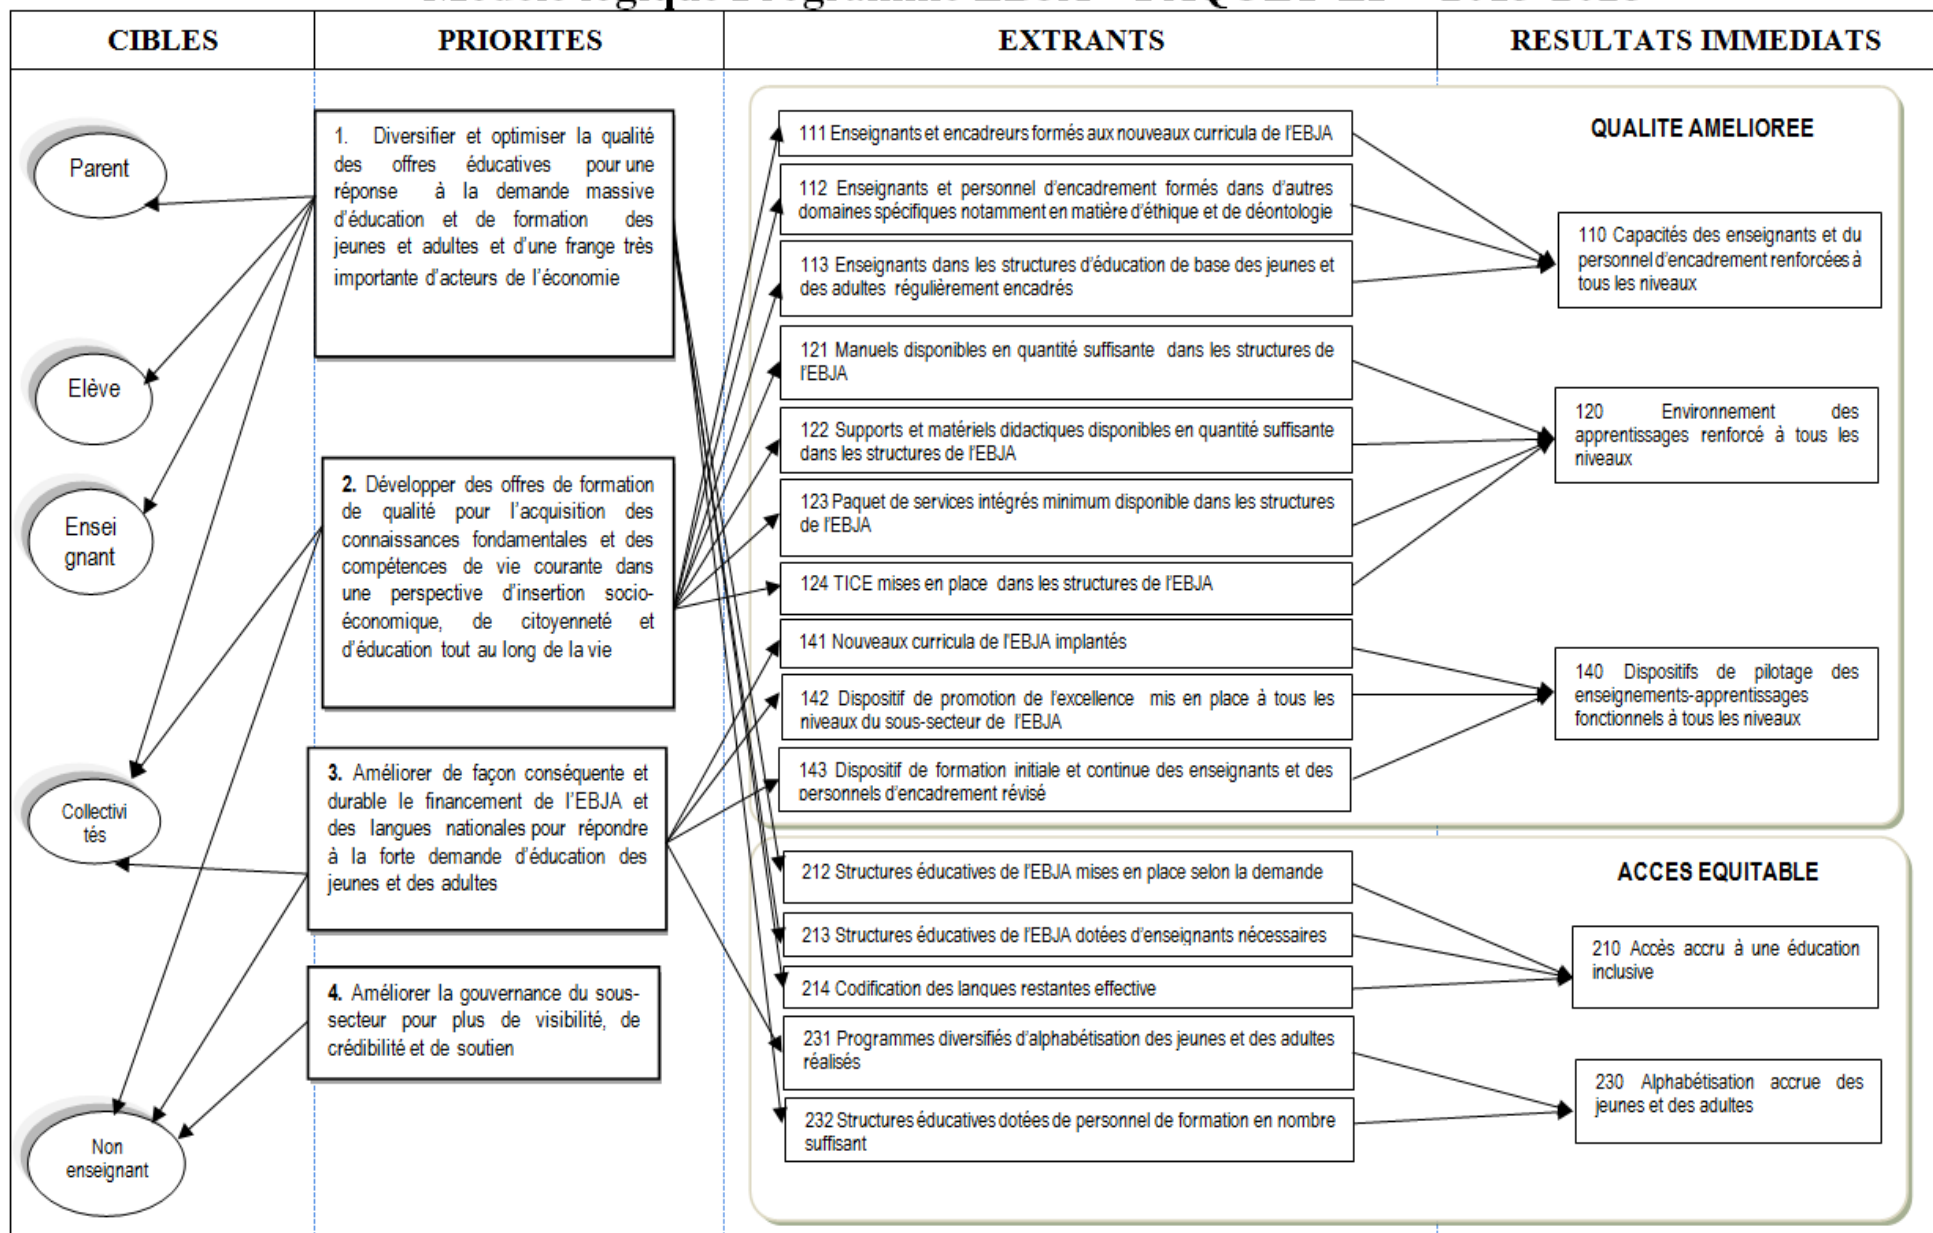 CIBLES
PRIORITES
EXTRANTS
RESULTATS IMMEDIATS
Parent
Elève
Ensei
gnant
Collectivi
tés
Non
enseignant
1. Diversifier et optimiser la qualité
des offres éducatives pour une
réponse à la demande massive
d'éducation et de formation des
jeunes et adultes et d'une frange très
importante d'acteurs de l'économie
2. Développer des offres de formation
de qualité pour l'acquisition des
connaissances fondamentales et des
compétences de vie courante dans
une perspective d'insertion socio-
économique, de citoyenneté et
d'éducation tout au long de la vie
3. Améliorer de façon conséquente et
durable le financement de l'EBJA et
des langues nationales pour répondre
à la forte demande d'éducation des
jeunes et des adultes
4. Améliorer la gouvernance du sous-
secteur pour plus de visibilité, de
crédibilité et de soutien
111 Enseignants et encadreurs formés aux nouveaux curricula de l'EBJA
112 Enseignants et personnel d'encadrement formés dans d'autres
domaines spécifiques notamment en matière d'éthique et de déontologie
113 Enseignants dans les structures d'éducation de base des jeunes et
des adultes régulièrement encadrés
121 Manuels disponibles en quantité suffisante dans les structures de
l'EBJA
122 Supports et matériels didactiques disponibles en quantité suffisante
dans les structures de l'EBJA
123 Paquet de services intégrés minimum disponible dans les structures
de l'EBJA
124 TICE mises en place dans les structures de l'EBJA
141 Nouveaux curricula de l'EBJA implantés
142 Dispositif de promotion de l'excellence mis en place à tous les
niveaux du sous-secteur de l'EBJA
143 Dispositif de formation initiale et continue des enseignants et des
personnels d'encadrement révisé
212 Structures éducatives de l'EBJA mises en place selon la demande
213 Structures éducatives de l'EBJA dotées d'enseignants nécessaires
214 Codification des langues restantes effective
231 Programmes diversifiés d'alphabétisation des jeunes et des adultes
réalisés
232 Structures éducatives dotées de personnel de formation en nombre
suffisant
QUALITE AMELIOREE
110 Capacités des enseignants et du
personnel d'encadrement renforcées à
tous les niveaux
120 Environnement des
apprentissages renforcé à tous les
niveaux
140 Dispositifs de pilotage des
enseignements-apprentissages
fonctionnels à tous les niveaux
ACCES EQUITABLE
210 Accès accru à une éducation
inclusive
230 Alphabétisation accrue des
jeunes et des adultes